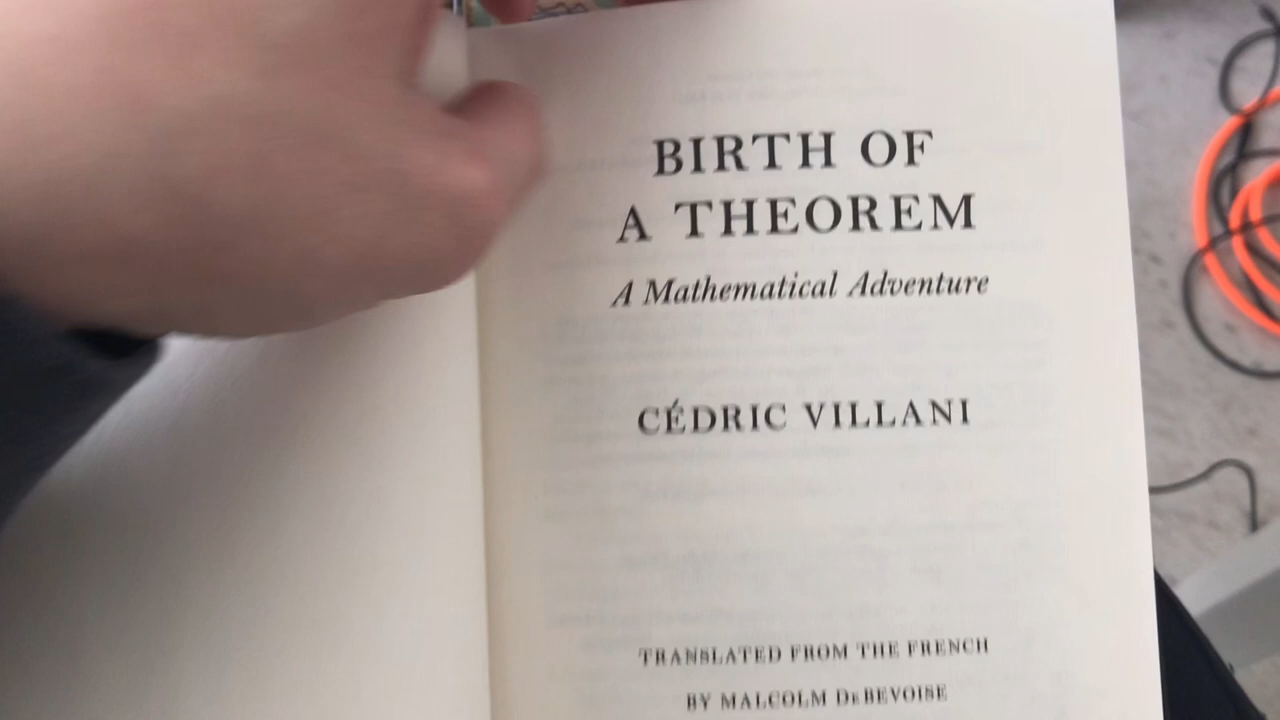 BIRTH OF
A THEOREM
A Mathematical Adventure
CÉDRIC VILLANI
TRANSLATED FROM THE FRENCH
BY MALCOLM DeBEVOISE